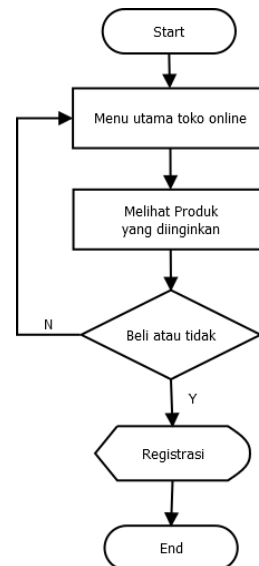 Start
Menu utama toko online
Melihat Produk
yang diinginkan
Beli atau tidak
N
Y
Registrasi
End